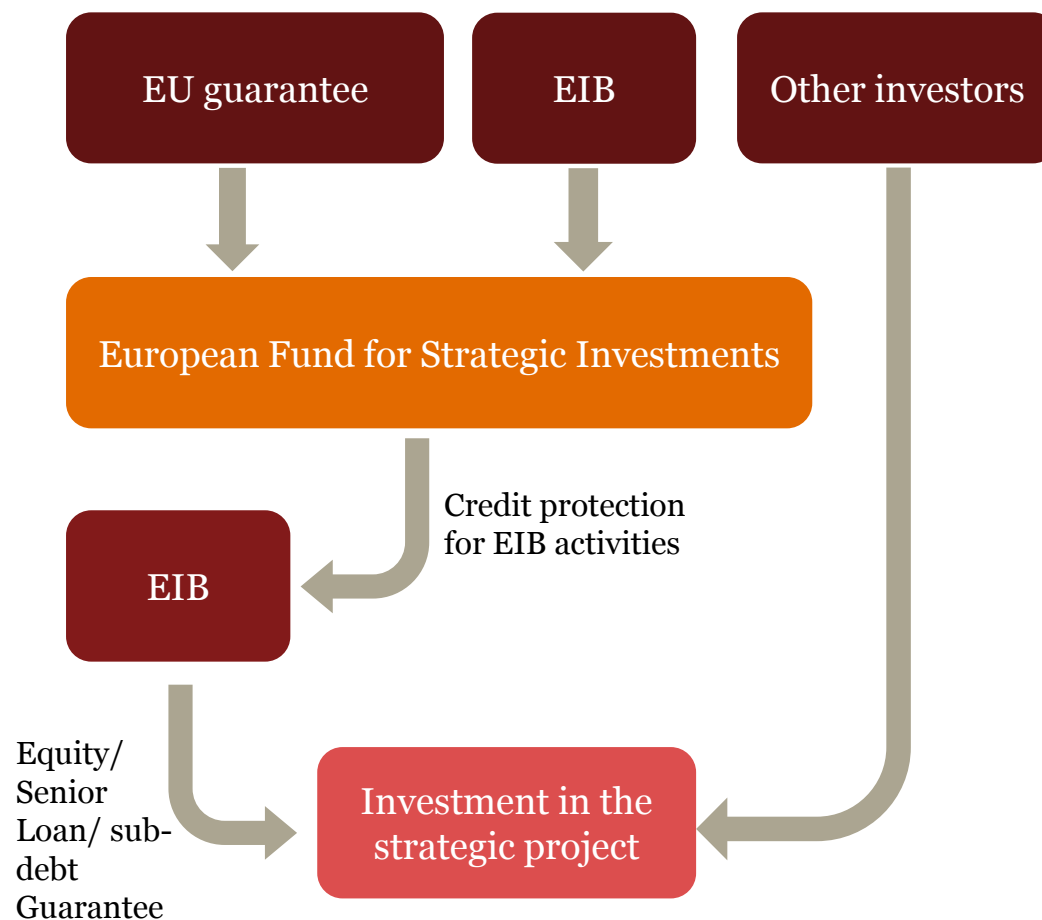 EU guarantee
EIB
Other investors
European Fund for Strategic Investments
Credit protection
for EIB activities
EIB
Equity/
Senior
Loan/ sub-
debt
Guarantee
Investment in the
strategic project